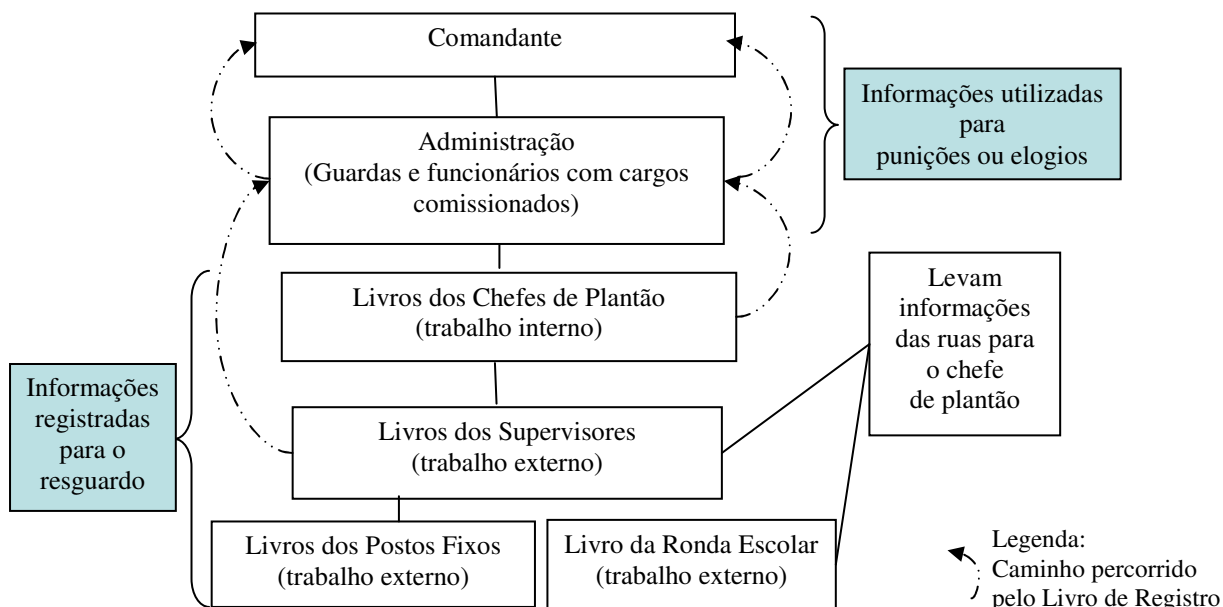 Comandante
Informações utilizadas
para
punições ou elogios
Administração
(Guardas e funcionários com cargos
comissionados)
Livros dos Chefes de Plantão
(trabalho interno)
Levam
informações
das ruas para
o chefe
de plantão
Informações
registradas
para o
resguardo
Livros dos Supervisores
(trabalho externo)
Livros dos Postos Fixos
(trabalho externo)
Livro da Ronda Escolar
(trabalho externo)
Legenda:
Caminho percorrido
pelo Livro de Registro